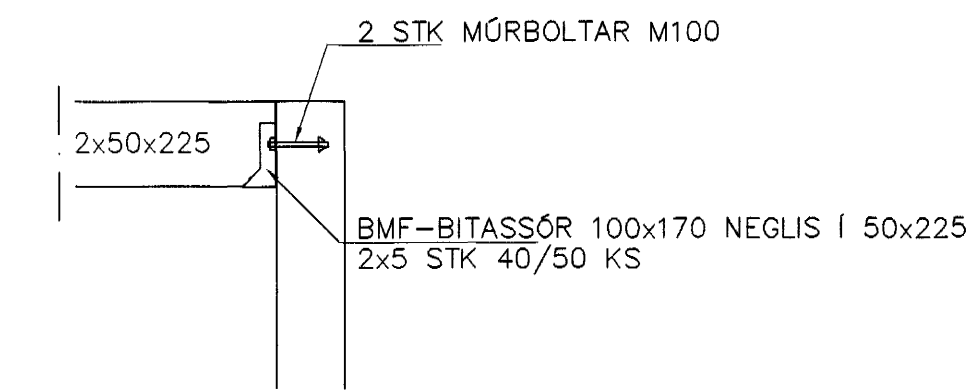 2 STK MÚRBOLTAR M100
2x50x225
BMF-BITASSÓR 100x170 NEGLIS Í 50x225
2x5 STK 40/50 KS